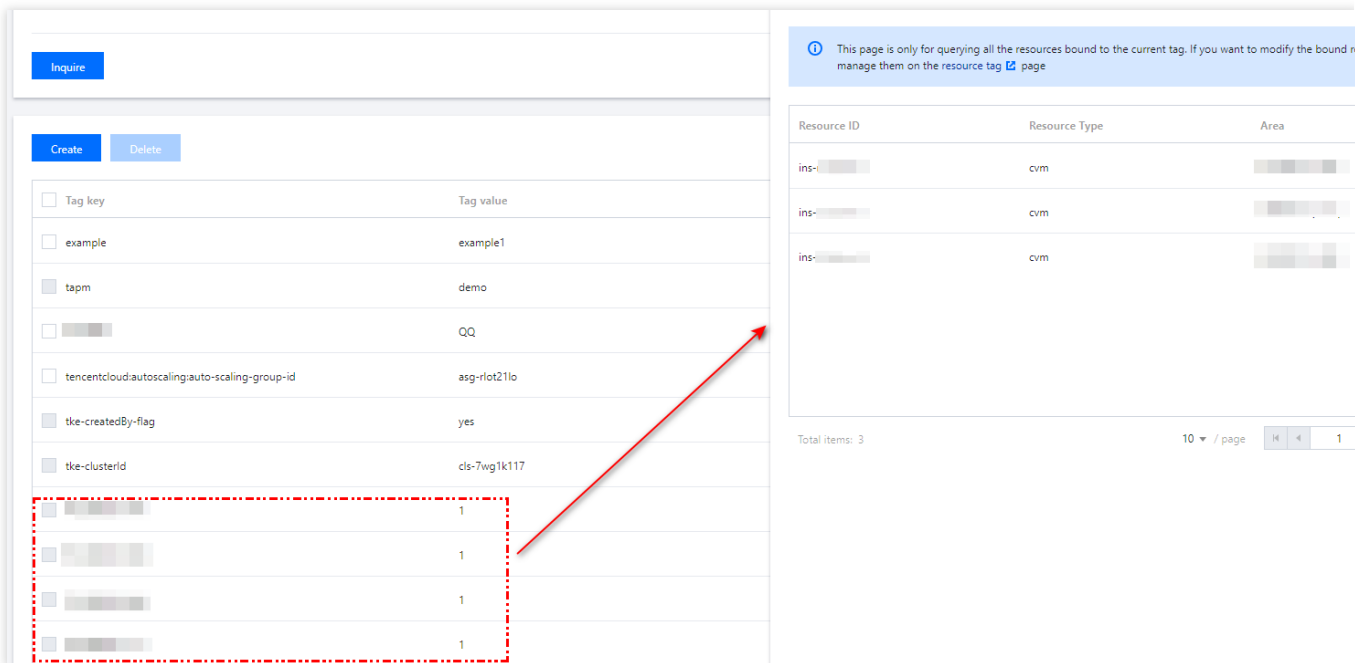 Inquire
Create
Delete
Tag key
Tag value
example
example1
tapm
demo
QQ
tencentcloud:autoscaling:auto-scaling-group-id
asg-rlot21lo
tke-createdBy-flag
yes
tke-clusterId
cls-7wg1k117
1
1
1
1
This page is only for querying all the resources bound to the current tag. If you want to modify the bound
manage them on the resource tag page
Resource ID
Resource Type
Area
ins-
cvm
ins-
cvm
ins-
cvm
Total items: 3
10 / page
1